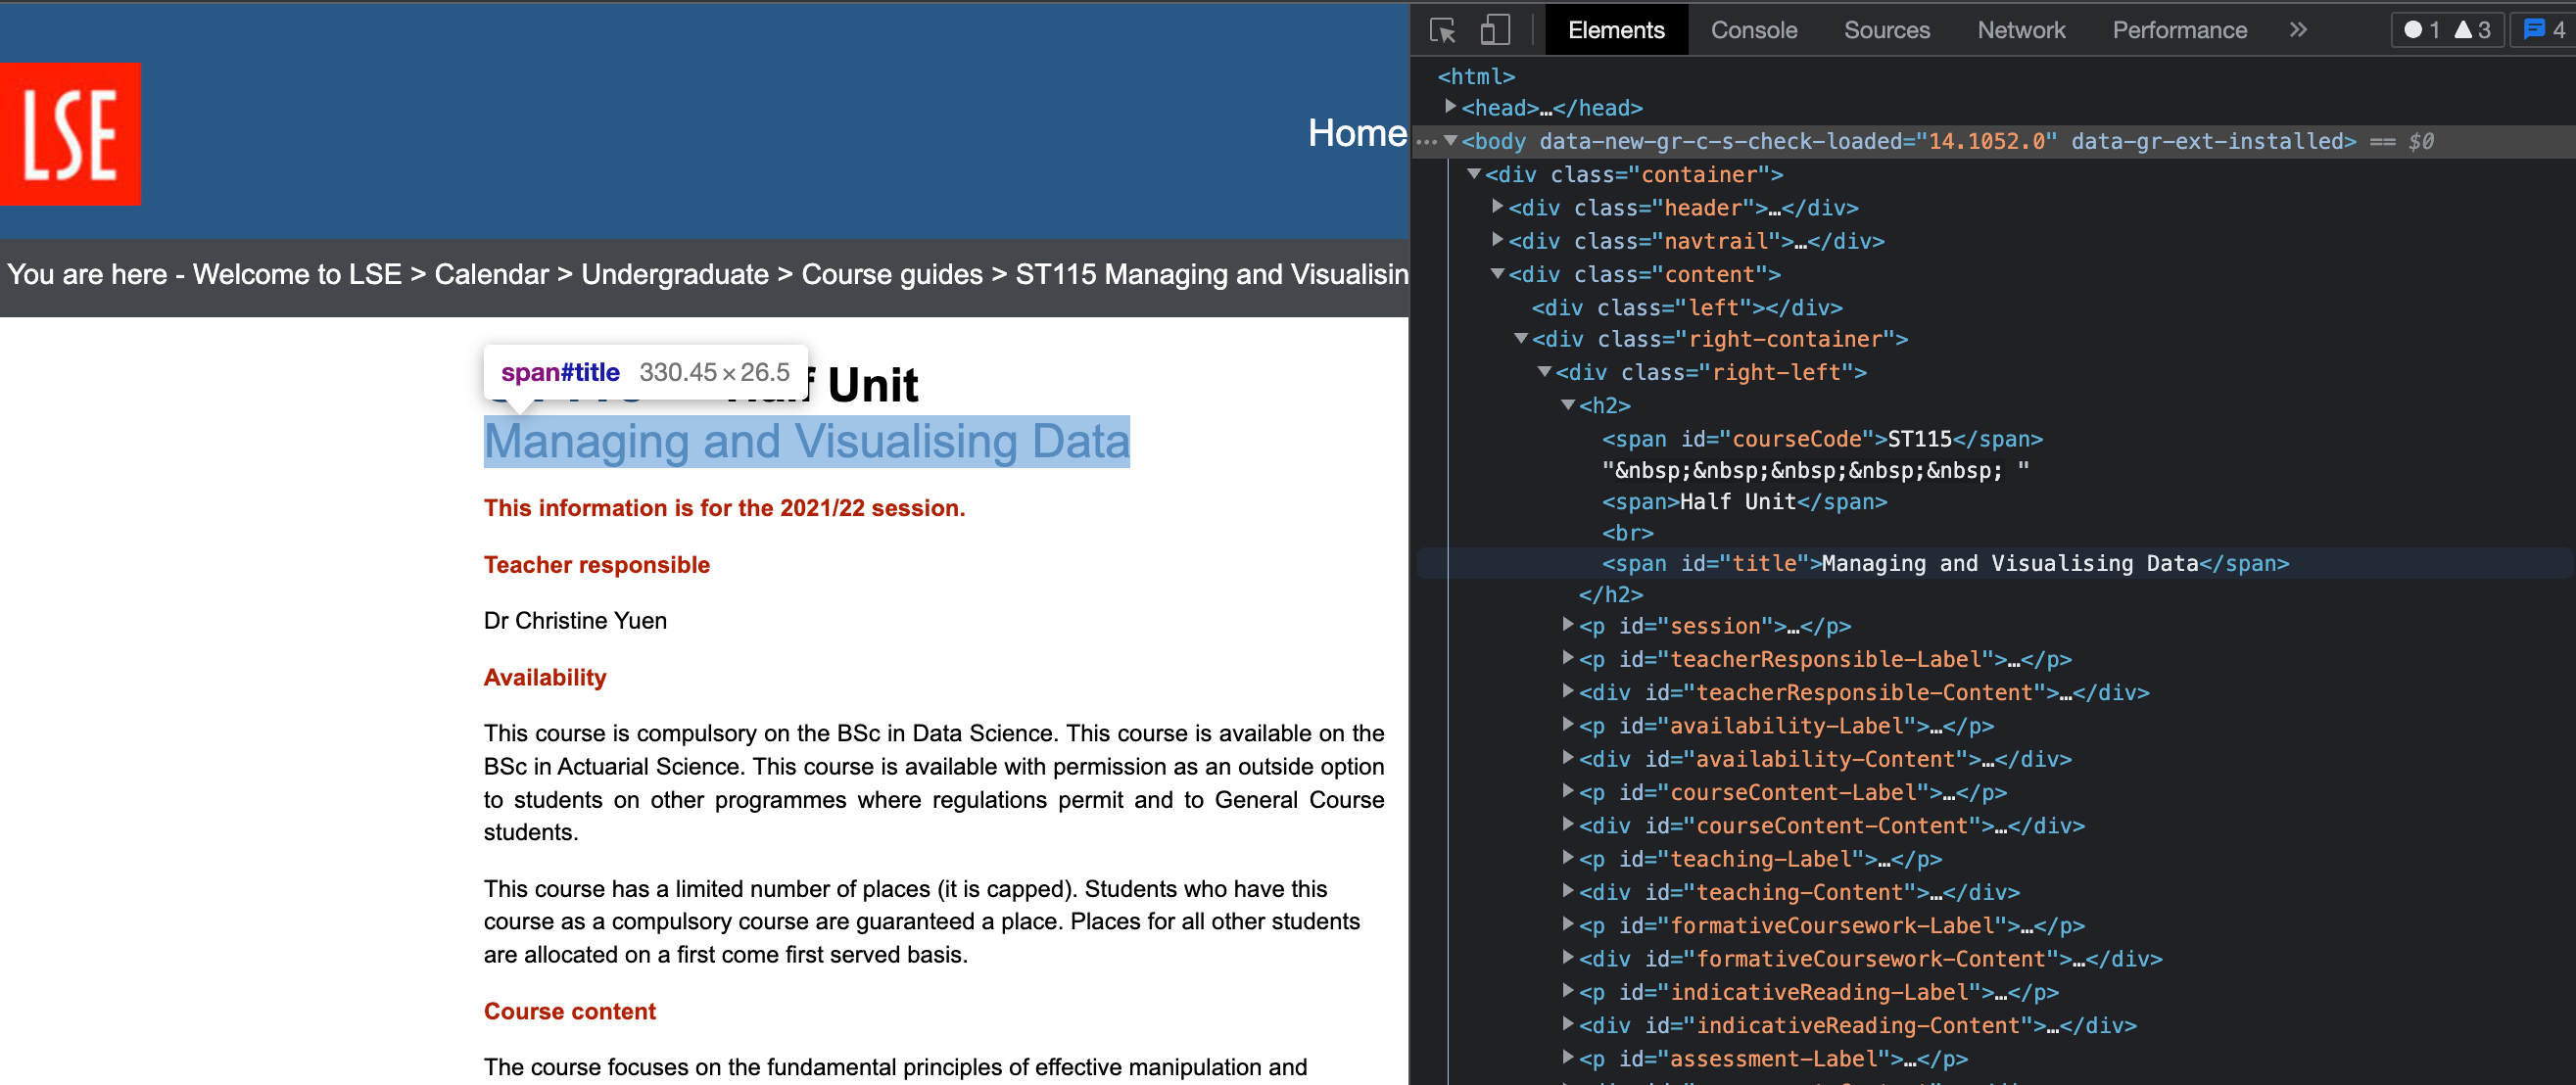 LSE
Home
You are here - Welcome to LSE > Calendar > Undergraduate > Course guides > ST115 Managing and Visualisin
span#title 330.45 × 26.5
Unit
Managing and Visualising Data
This information is for the 2021/22 session.
Teacher responsible
Dr Christine Yuen
Availability
This course is compulsory on the BSc in Data Science. This course is available on the
BSc in Actuarial Science. This course is available with permission as an outside option
to students on other programmes where regulations permit and to General Course
students.
This course has a limited number of places (it is capped). Students who have this
course as a compulsory course are guaranteed a place. Places for all other students
are allocated on a first come first served basis.
Course content
The course focuses on the fundamental principles of effective manipulation and
Elements Console Sources Network Performance » 1 3 4
<html>
<head>…</head>
<body data-new-gr-c-s-check-loaded="14.1052.0" data-gr-ext-installed> == $0
<div class="container">
<div class="header">…</div>
<div class="navtrail">…</div>
<div class="content">
<div class="left"></div>
<div class="right-container">
<div class="right-left">
<h2>
<span id="courseCode">ST115</span>
"&nbsp;&nbsp;&nbsp;&nbsp;&nbsp; "
<span>Half Unit</span>
<br>
<span id="title">Managing and Visualising Data</span>
</h2>
<p id="session">…</p>
<p id="teacherResponsible-Label">…</p>
<div id="teacherResponsible-Content">…</div>
<p id="availability-Label">…</p>
<div id="availability-Content">…</div>
<p id="courseContent-Label">…</p>
<div id="courseContent-Content">…</div>
<p id="teaching-Label">…</p>
<div id="teaching-Content">…</div>
<p id="formativeCoursework-Label">…</p>
<div id="formativeCoursework-Content">…</div>
<p id="indicativeReading-Label">…</p>
<div id="indicativeReading-Content">…</div>
<p id="assessment-Label">…</p>